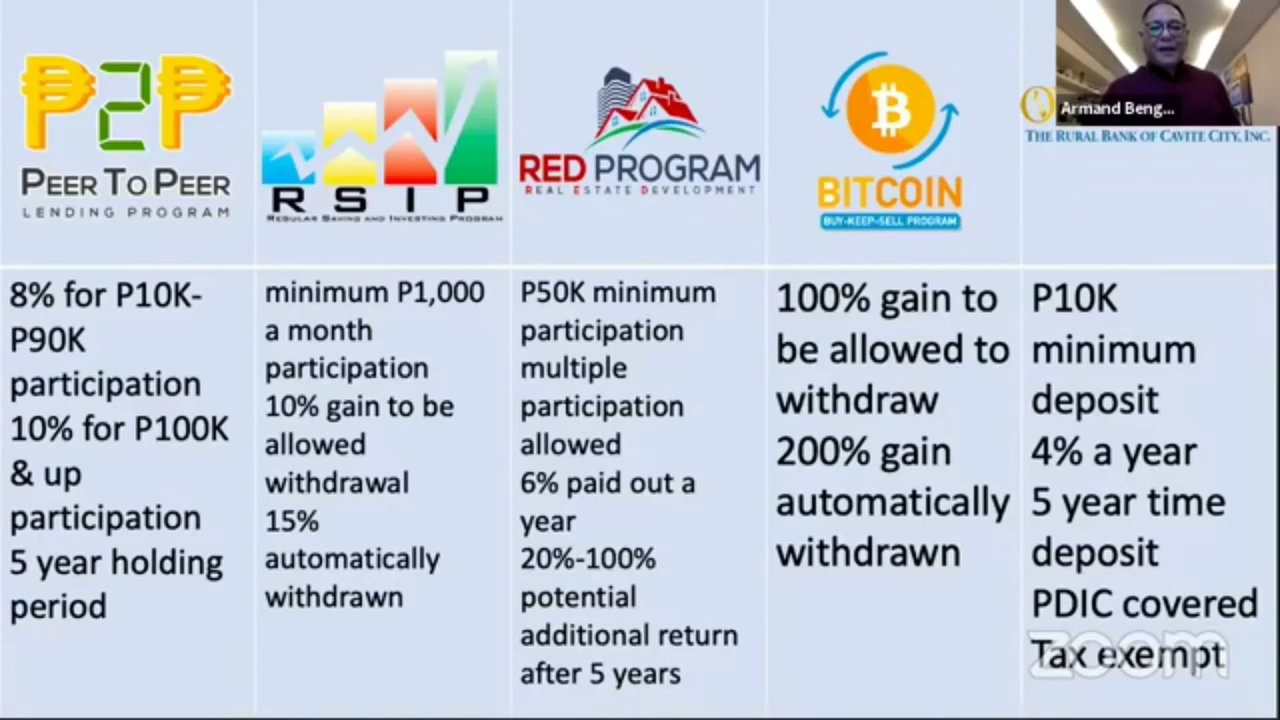 P2P
PEER TO PEER
LENDING PROGRAM
8% for P10K-
P90K
participation
10% for P100K
& up
participation
5 year holding
period
RSIP
REGULAR SAVING AND INVESTING PROGRAM
minimum P1,000
a month
participation
10% gain to be
allowed
withdrawal
15%
automatically
withdrawn
RED PROGRAM
REAL ESTATE DEVELOPMENT
P50K minimum
participation
multiple
participation
allowed
6% paid out a
year
20%-100%
potential
additional return
after 5 years
BITCOIN
BUY-KEEP-SELL PROGRAM
100% gain to
be allowed to
withdraw
200% gain
automatically
withdrawn
Armand Beng...
THE RURAL BANK OF CAVITE CITY, INC.
P10K
minimum
deposit
4% a year
5 year time
deposit
PDIC covered
Tax exempt
zoom